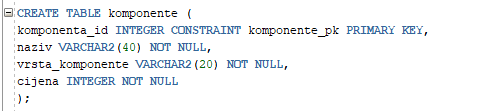 CREATE TABLE komponente (
komponenta_id INTEGER CONSTRAINT komponente_pk PRIMARY KEY,
naziv VARCHAR2(40) NOT NULL,
vrsta_komponente VARCHAR2(20) NOT NULL,
cijena INTEGER NOT NULL
);